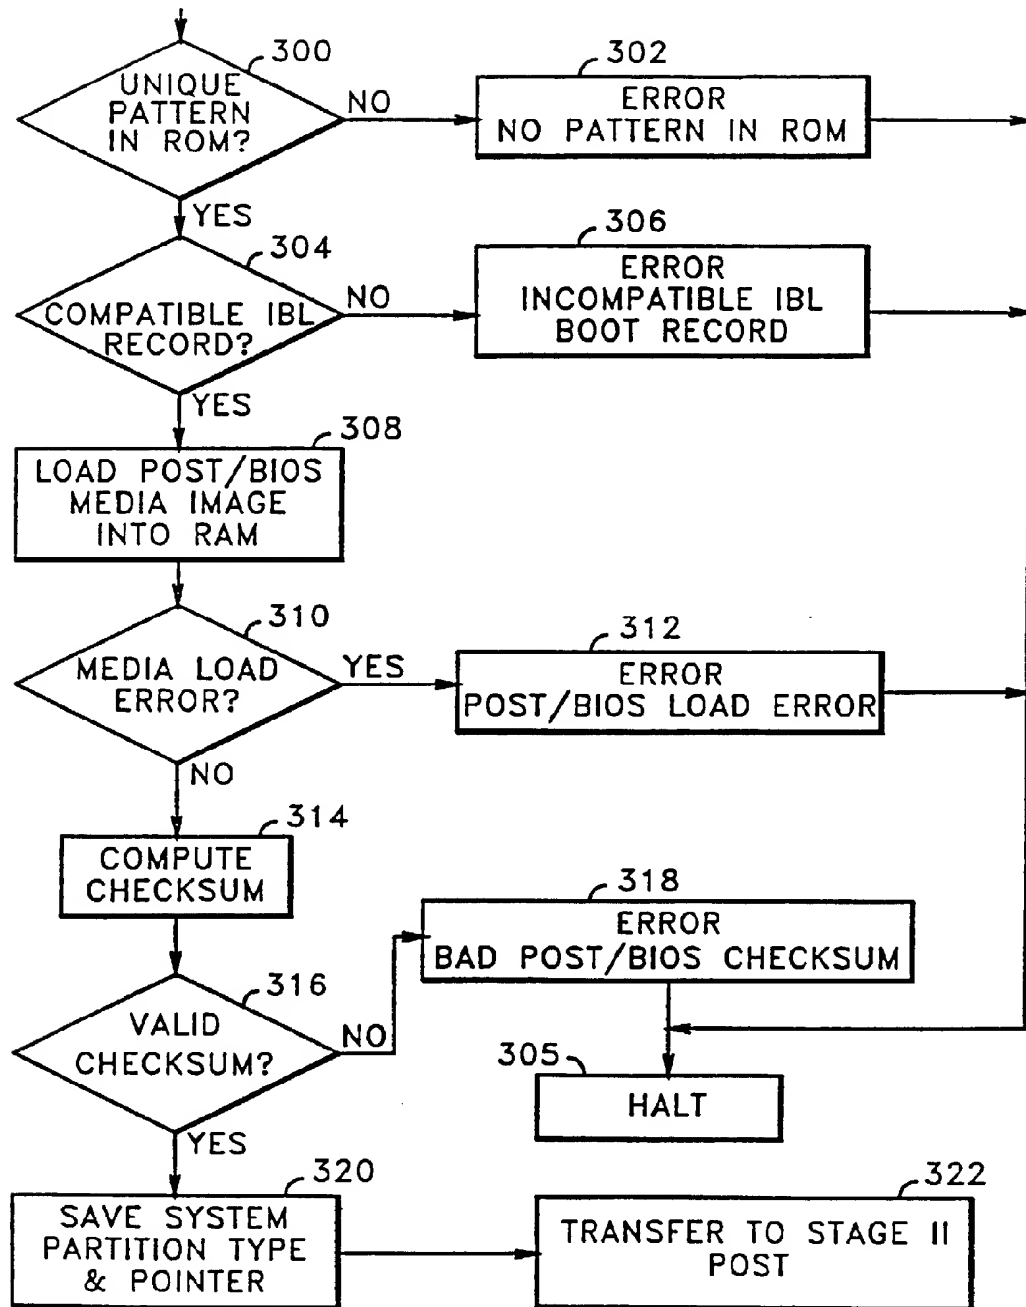 300
UNIQUE
PATTERN
IN ROM?
NO
302
ERROR
NO PATTERN IN ROM
YES
304
COMPATIBLE IBL
RECORD?
NO
306
ERROR
INCOMPATIBLE IBL
BOOT RECORD
YES
308
LOAD POST/BIOS
MEDIA IMAGE
INTO RAM
310
MEDIA LOAD
ERROR?
YES
312
ERROR
POST/BIOS LOAD ERROR
NO
314
COMPUTE
CHECKSUM
316
VALID
CHECKSUM?
NO
318
ERROR
BAD POST/BIOS CHECKSUM
305
HALT
YES
320
SAVE SYSTEM
PARTITION TYPE
& POINTER
322
TRANSFER TO STAGE II
POST